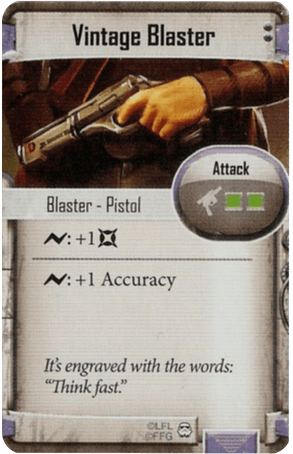 Vintage Blaster
Attack
Blaster - Pistol
: +1
: +1 Accuracy
It's engraved with the words:
"Think fast."
©LFL
©FFG